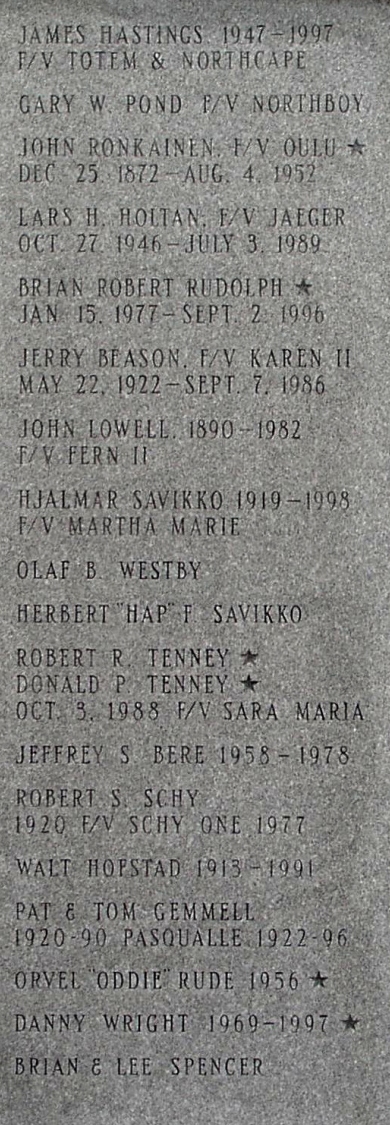 JAMES HASTINGS 1947-1997
F/V TOTEM & NORTHCAPE
GARY W. POND F/V NORTHBOY
JOHN RONKAINEN, F/V OULU ★
DEC. 25, 1872-AUG. 4, 1952
LARS H. HOITAN, F/V JAEGER
OCT. 27, 1946-JULY 3, 1989
BRIAN ROBERT RUDOLPH ★
JAN 15, 1977-SEPT. 2, 1996
JERRY BEASON, F/V KAREN II
MAY 22, 1922-SEPT. 7, 1986
JOHN LOWELL, 1890-1982
F/V FERN II
HJALMAR SAVIKKO 1919-1998
F/V MARTHA MARIE
OLAF B. WESTBY
HERBERT "HAP" F. SAVIKKO
ROBERT R. TENNEY ★
DONALD P. TENNEY ★
OCT. 3, 1988 F/V SARA MARIA
JEFFREY S. BERE 1958-1978
ROBERT S. SCHY
1920 F/V SCHY ONE 1977
WALT HOFSTAD 1913-1991
PAT & TOM GEMMELL
1920-90 PASQUALLE 1922-96
ORVEL "ODDIE" RUDE 1956 ★
DANNY WRIGHT 1969-1997 ★
BRIAN & LEE SPENCER